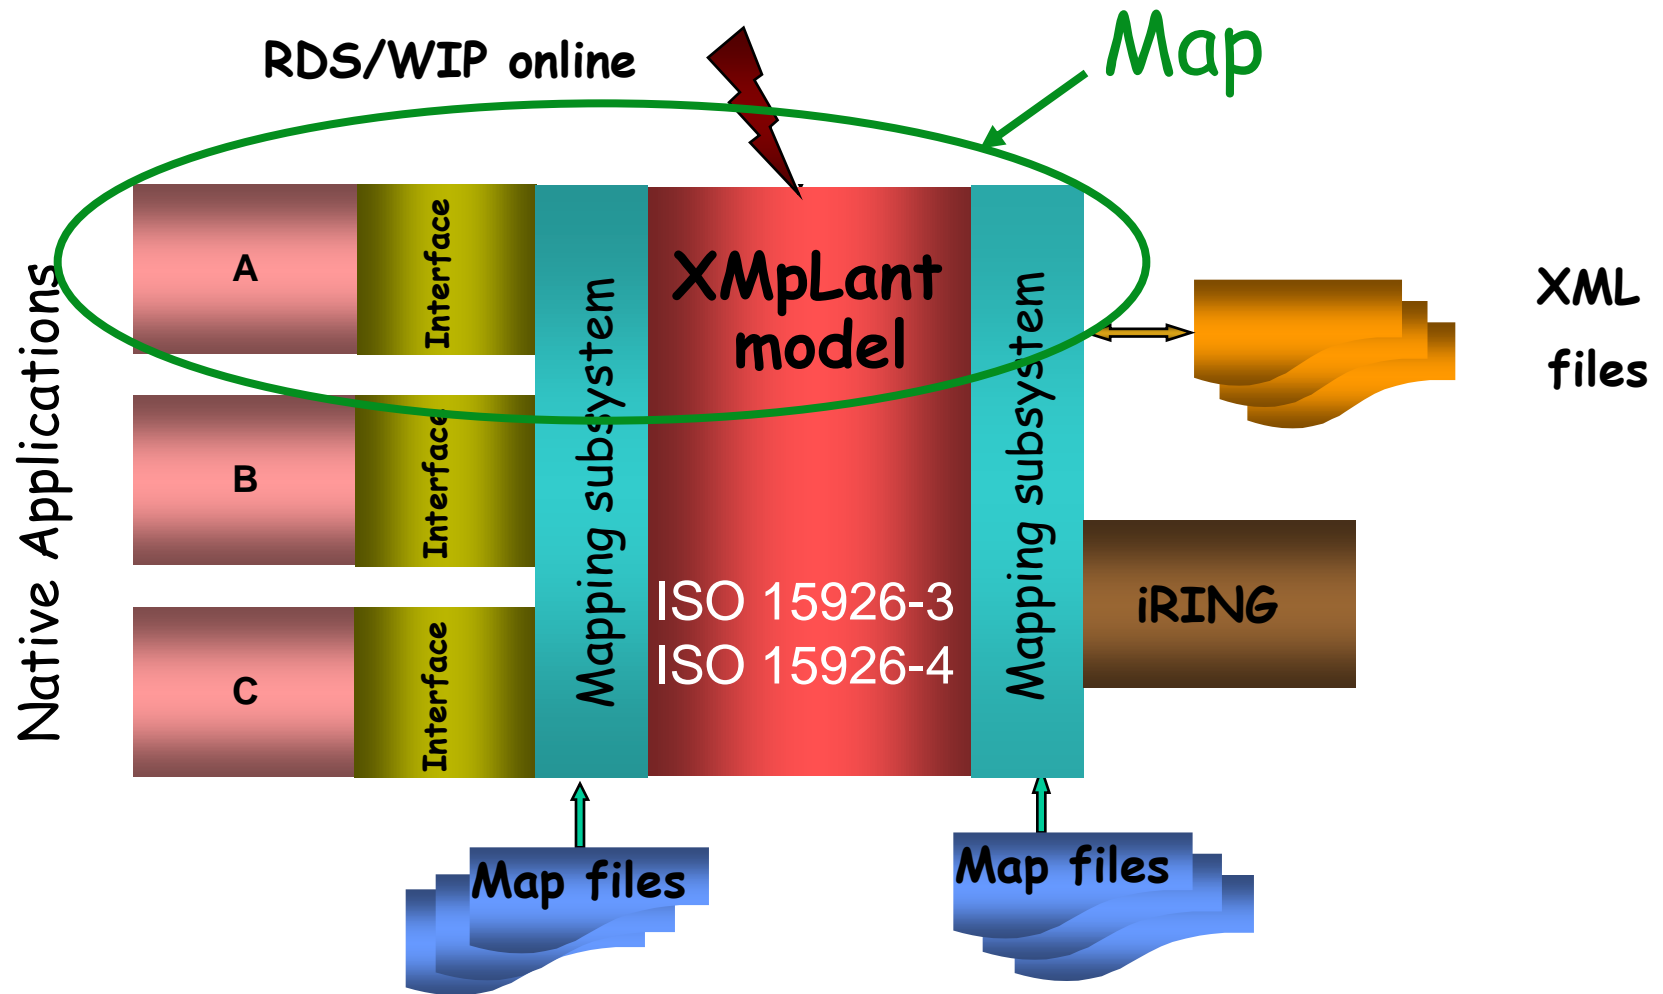 RDS/WIP online
Map
Native Applications
A
Interface
B
Interface
C
Interface
Mapping subsystem
XMpLant
model
ISO 15926-3
ISO 15926-4
Mapping subsystem
XML
files
iRING
Map files
Map files